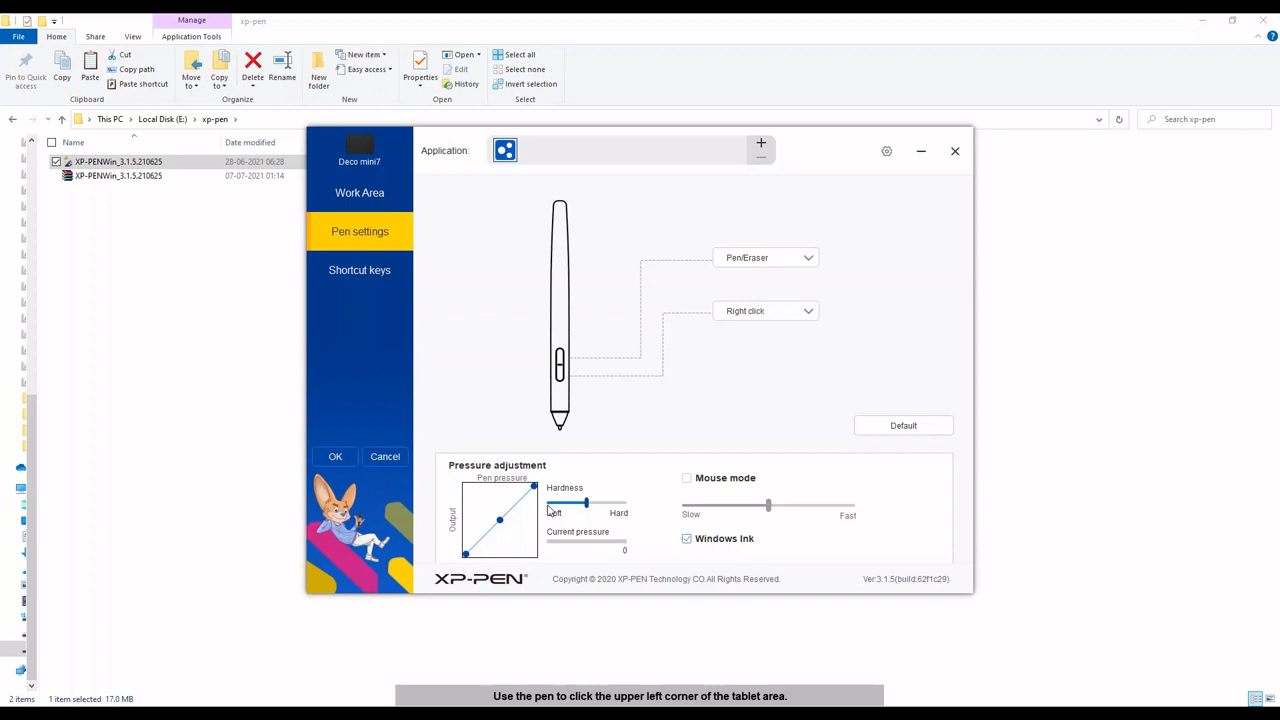 Manage
xp-pen
File
Home
Share
View
Application Tools
Pin to Quick access
Copy
Paste
Cut
Copy path
Paste shortcut
Clipboard
Move to
Copy to
Delete
Rename
Organize
New folder
New item
Easy access
New
Properties
Open
Edit
History
Open
Select all
Select none
Invert selection
Select
This PC
Local Disk (E:)
xp-pen
Search xp-pen
Name
Date modified
XP-PENWin_3.1.5.210625
28-06-2021 06:28
XP-PENWin_3.1.5.210625
07-07-2021 01:14
Deco mini7
Work Area
Pen settings
Shortcut keys
OK
Cancel
Application:
Pen/Eraser
Right click
Default
Pressure adjustment
Pen pressure
Output
Hardness
Soft
Hard
Current pressure
0
Mouse mode
Slow
Fast
Windows Ink
XP-PEN®
Copyright © 2020 XP-PEN Technology CO.All Rights Reserved.
Ver:3.1.5(build:62f1c29)
Use the pen to click the upper left corner of the tablet area.
2 items
1 item selected
17.0 MB